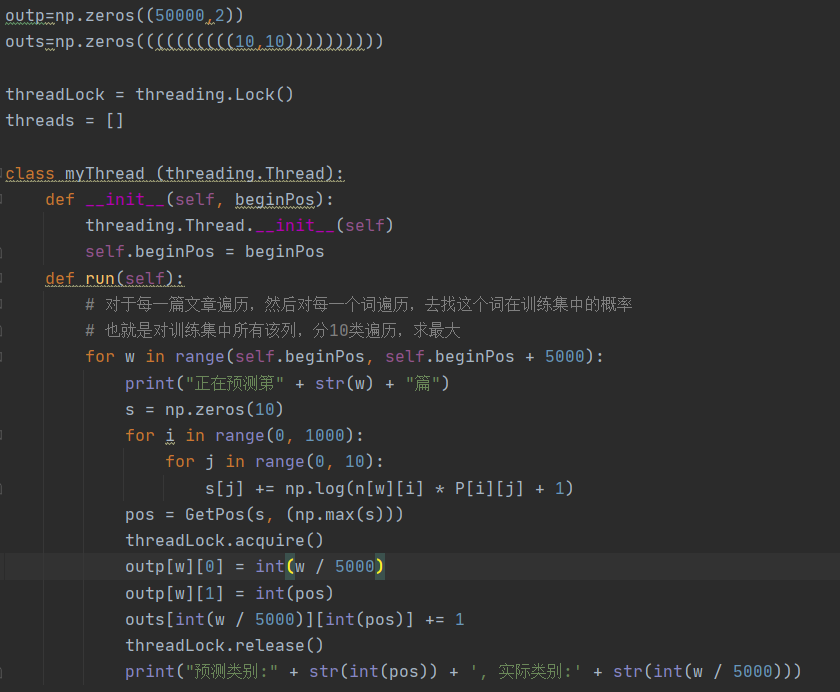 outp=np.zeros((50000,2))
outs=np.zeros((((((((((10,10))))))))))

threadLock = threading.Lock()
threads = []

class myThread (threading.Thread):
    def __init__(self, beginPos):
        threading.Thread.__init__(self)
        self.beginPos = beginPos
    def run(self):
        # 对于每一篇文章遍历，然后对每一个词遍历，去找这个词在训练集中的概率
        # 也就是对训练集中所有该列，分10类遍历，求最大
        for w in range(self.beginPos, self.beginPos + 5000):
            print("正在预测第" + str(w) + "篇")
            s = np.zeros(10)
            for i in range(0, 1000):
                for j in range(0, 10):
                    s[j] += np.log(n[w][i] * P[i][j] + 1)
            pos = GetPos(s, (np.max(s)))
            threadLock.acquire()
            outp[w][0] = int(w / 5000)
            outp[w][1] = int(pos)
            outs[int(w / 5000)][int(pos)] += 1
            threadLock.release()
            print("预测类别:" + str(int(pos)) + ', 实际类别:' + str(int(w / 5000)))